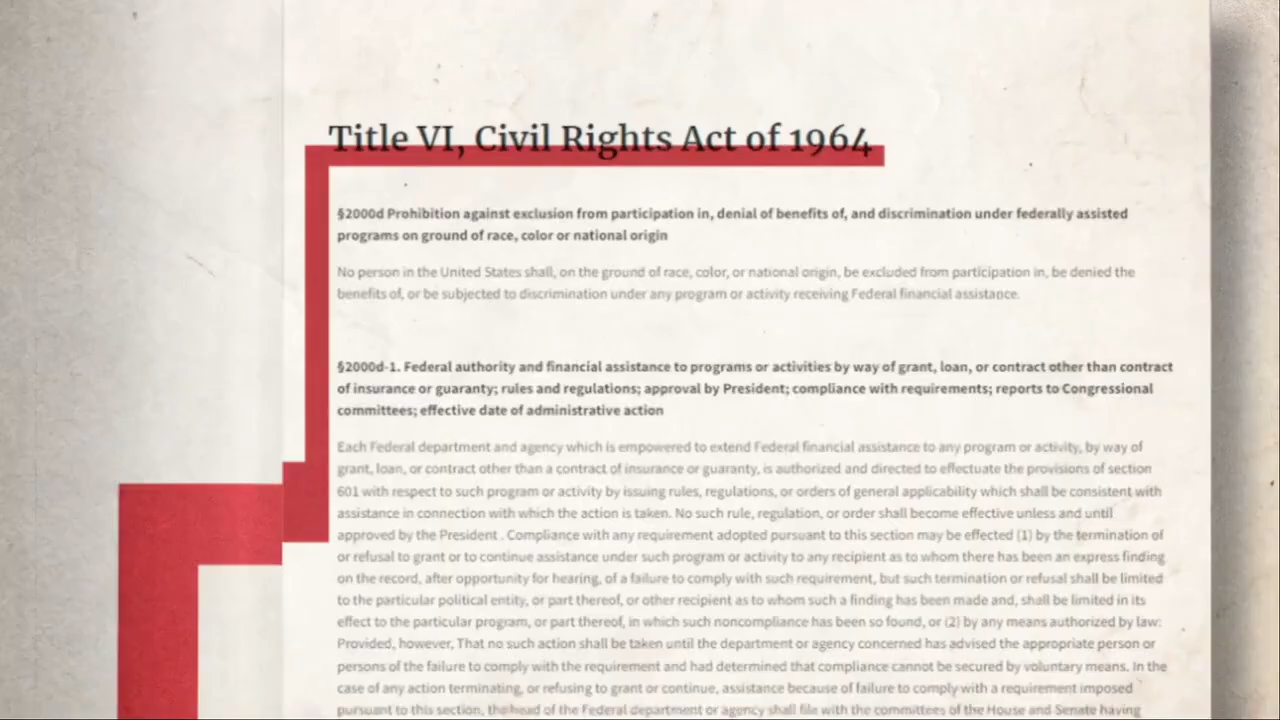 Title VI, Civil Rights Act of 1964
§2000d Prohibition against exclusion from participation in, denial of benefits of, and discrimination under federally assisted
programs on ground of race, color or national origin
No person in the United States shall, on the ground of race, color, or national origin, be excluded from participation in, be denied the
benefits of, or be subjected to discrimination under any program or activity receiving Federal financial assistance.
§2000d-1. Federal authority and financial assistance to programs or activities by way of grant, loan, or contract other than contract
of insurance or guaranty; rules and regulations; approval by President; compliance with requirements; reports to Congressional
committees; effective date of administrative action
Each Federal department and agency which is empowered to extend Federal financial assistance to any program or activity, by way of
grant, loan, or contract other than a contract of insurance or guaranty, is authorized and directed to effectuate the provisions of section
601 with respect to such program or activity by issuing rules, regulations, or orders of general applicability which shall be consistent with
assistance in connection with which the action is taken. No such rule, regulation, or order shall become effective unless and until
approved by the President . Compliance with any requirement adopted pursuant to this section may be effected (1) by the termination of
or refusal to grant or to continue assistance under such program or activity to any recipient as to whom there has been an express finding
on the record, after opportunity for hearing, of a failure to comply with such requirement, but such termination or refusal shall be limited
to the particular political entity, or part thereof, or other recipient as to whom such a finding has been made and, shall be limited in its
effect to the particular program, or part thereof, in which such noncompliance has been so found, or (2) by any means authorized by law:
Provided, however, That no such action shall be taken until the department or agency concerned has advised the appropriate person or
persons of the failure to comply with the requirement and had determined that compliance cannot be secured by voluntary means. In the
case of any action terminating, or refusing to grant or continue, assistance because of failure to comply with a requirement imposed
pursuant to this section, the head of the Federal department or agency shall file with the committees of the House and Senate having